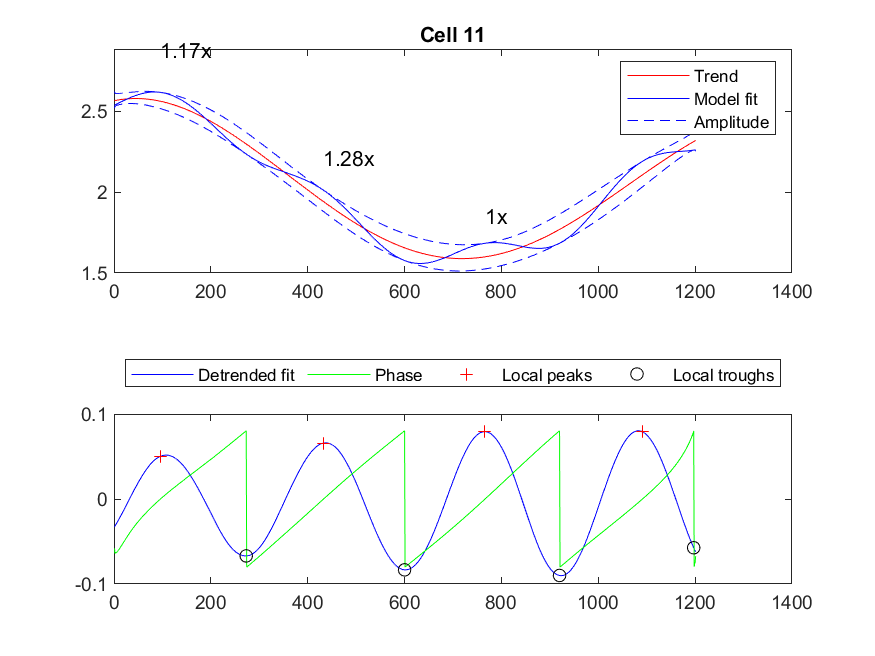 Cell 11
1.17x
Trend
Model fit
Amplitude
2.5
1.28x
2
1x
1.5
0 200 400 600 800 1000 1200 1400
Detrended fit Phase Local peaks Local troughs
0.1
0
-0.1
0 200 400 600 800 1000 1200 1400